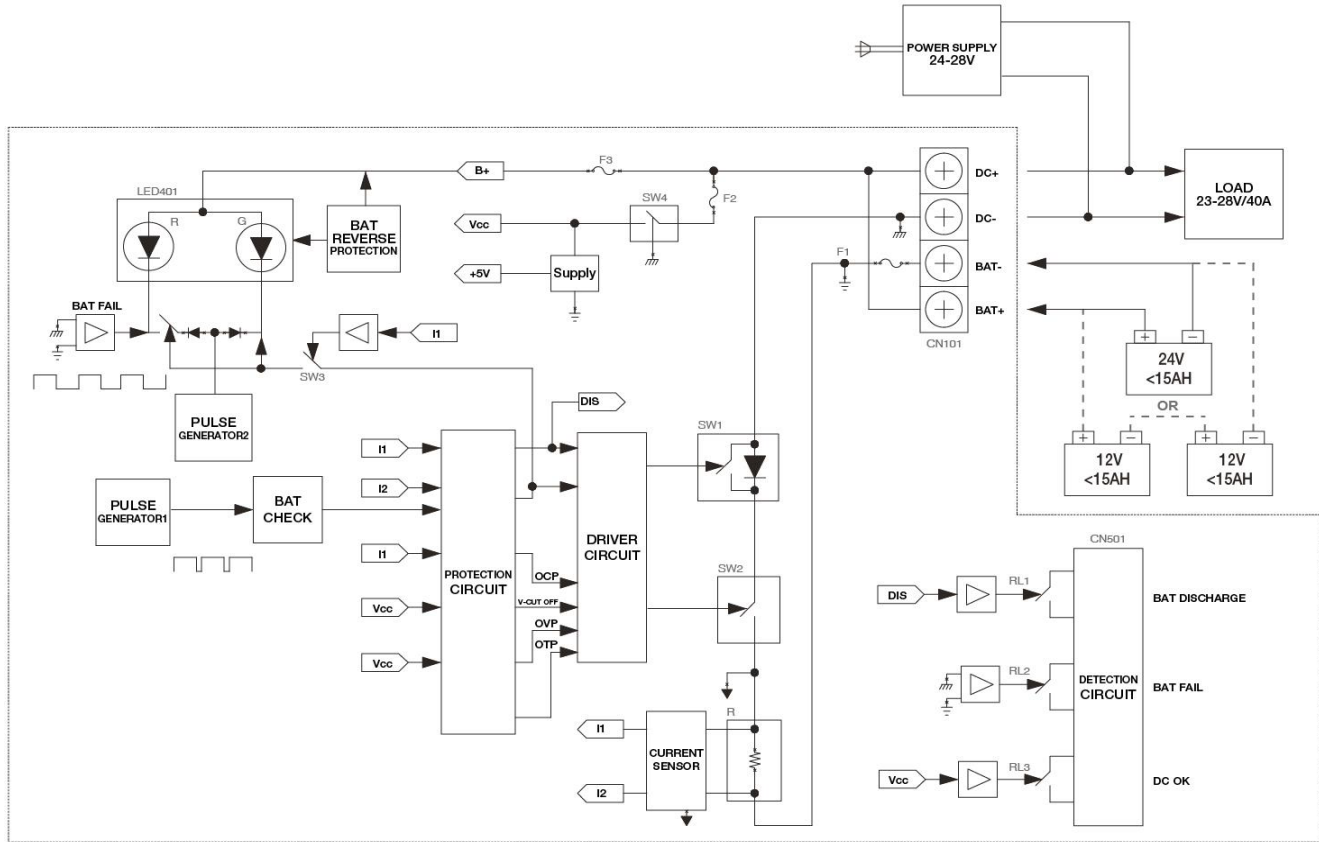 POWER SUPPLY
24-28V
LOAD
23-28V/40A
LED401
R
G
BAT
REVERSE
PROTECTION
B+
F3
F2
SW4
Vcc
+5V
Supply
F1
DC+
DC-
BAT-
BAT+
CN101
BAT FAIL
I1
SW3
PULSE
GENERATOR2
24V
<15AH
OR
12V
<15AH
12V
<15AH
+
−
+
−
+
−
PULSE
GENERATOR1
BAT
CHECK
I1
I2
I1
Vcc
Vcc
PROTECTION
CIRCUIT
DIS
OCP
V-CUT OFF
OVP
OTP
DRIVER
CIRCUIT
SW1
SW2
R
I1
I2
CURRENT
SENSOR
CN501
DIS
RL1
BAT DISCHARGE
RL2
DETECTION
CIRCUIT
BAT FAIL
Vcc
RL3
DC OK